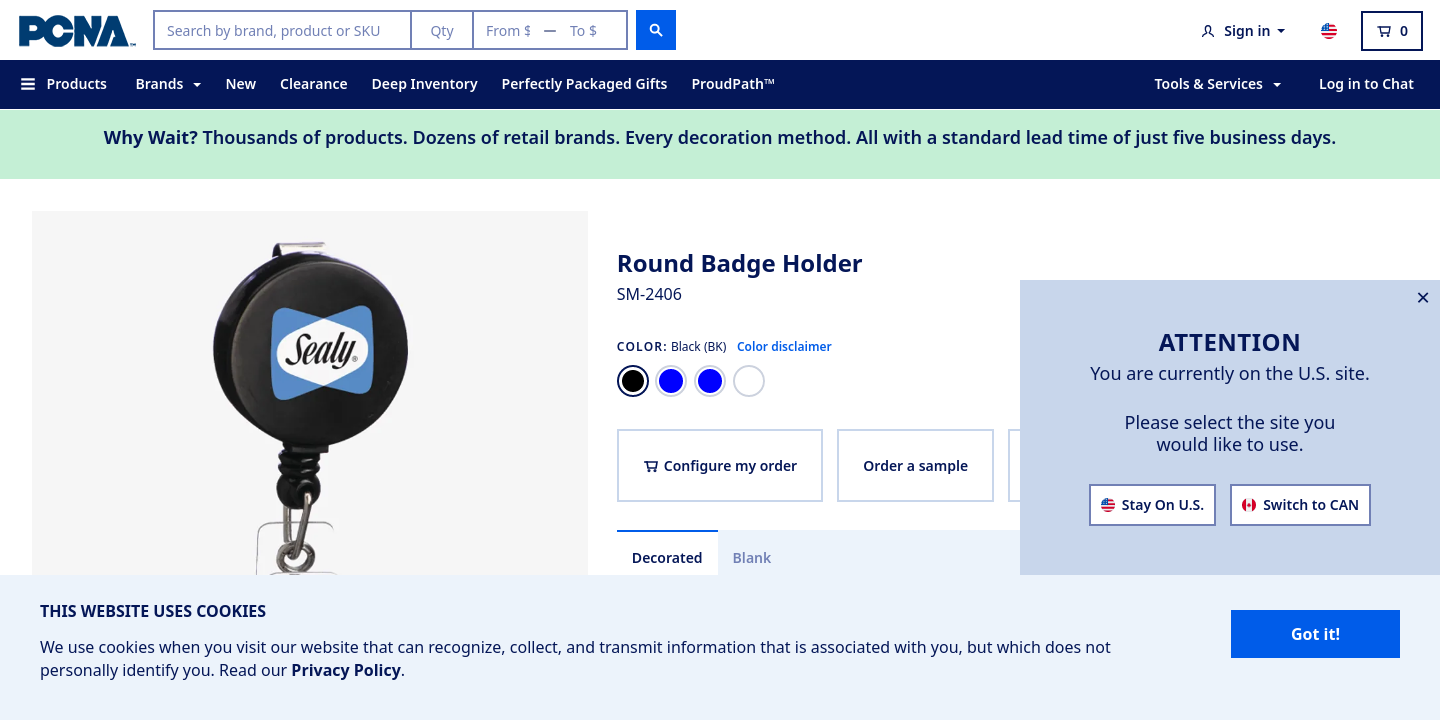 PCNA
Search by brand, product or SKU
Qty
From $ — To $
Sign in
0
Products
Brands
New
Clearance
Deep Inventory
Perfectly Packaged Gifts
ProudPath™
Tools & Services
Log in to Chat
Why Wait? Thousands of products. Dozens of retail brands. Every decoration method. All with a standard lead time of just five business days.
Sealy®
Round Badge Holder
SM-2406
COLOR: Black (BK) Color disclaimer
Configure my order
Order a sample
Decorated
Blank
×
ATTENTION
You are currently on the U.S. site.
Please select the site you
would like to use.
Stay On U.S.
Switch to CAN
THIS WEBSITE USES COOKIES
We use cookies when you visit our website that can recognize, collect, and transmit information that is associated with you, but which does not
personally identify you. Read our Privacy Policy.
Got it!